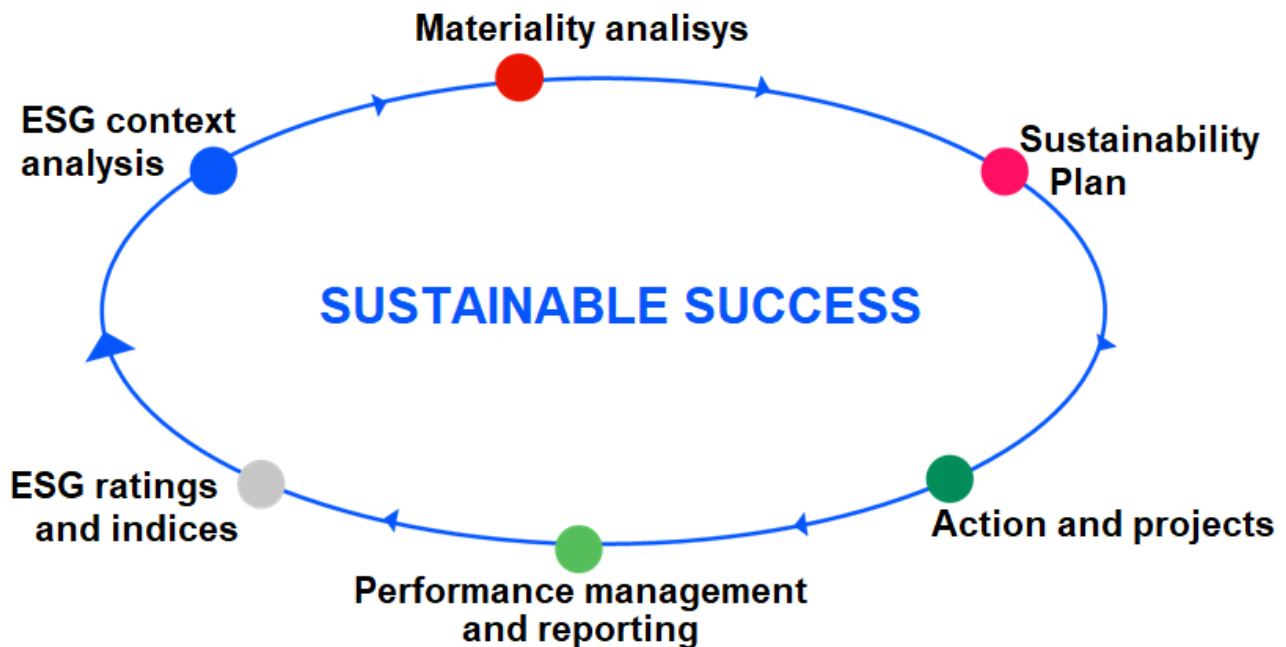 Materiality analisys
ESG context
analysis
Sustainability
Plan
SUSTAINABLE SUCCESS
ESG ratings
and indices
Action and projects
Performance management
and reporting